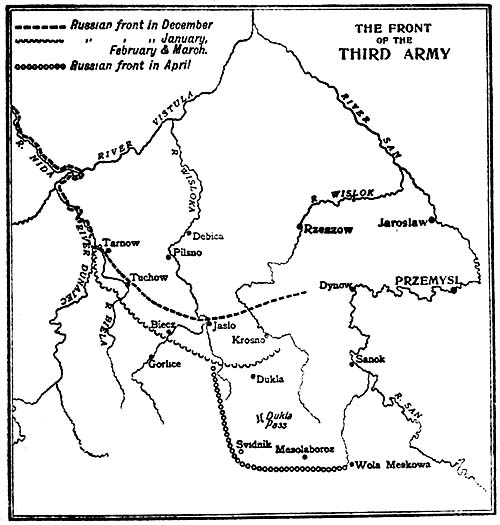 Russian front in December
" " " January,
February & March.
Russian front in April
THE FRONT
OF THE
THIRD ARMY
R. NIDA
RIVER VISTULA
RIVER SAN
R. WISLOKA
R. WISLOK
RIVER DUNAJEC
R. BIELA
Debica
Pilsno
Rzeszow
Jaroslaw
Tarnow
Tuchow
Dynow
PRZEMYSL
Biecz
Jaslo
Krosno
Gorlice
Sanok
Dukla
Dukla
Pass
R. SAN
Svidnik
Mesolaborcz
Wola Meskowa